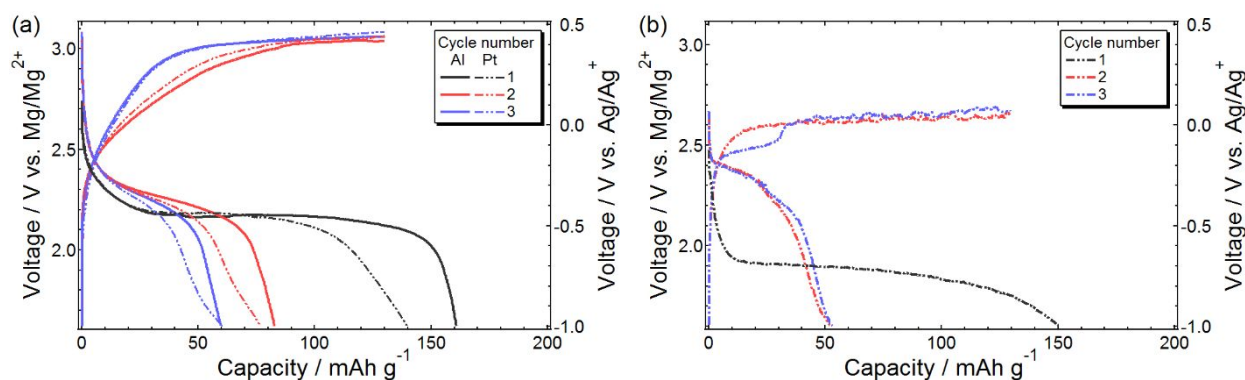 (a)
Voltage / V vs. Mg/Mg²⁺
3.0
2.5
2.0
0 50 100 150 200
Capacity / mAh g⁻¹
0.5
0.0
-0.5
-1.0
Voltage / V vs. Ag/Ag⁺
Cycle number
Al Pt
1
2
3
(b)
Voltage / V vs. Mg/Mg²⁺
3.0
2.5
2.0
0 50 100 150 200
Capacity / mAh g⁻¹
0.5
0.0
-0.5
-1.0
Voltage / V vs. Ag/Ag⁺
Cycle number
1
2
3